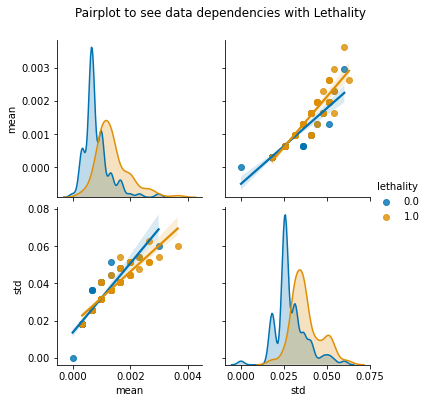 Pairplot to see data dependencies with Lethality
0.003
0.002
0.001
0.000
mean
lethality
0.0
1.0
0.08
0.06
0.04
0.02
0.00
std
0.000 0.002 0.004
mean
0.000 0.025 0.050 0.075
std